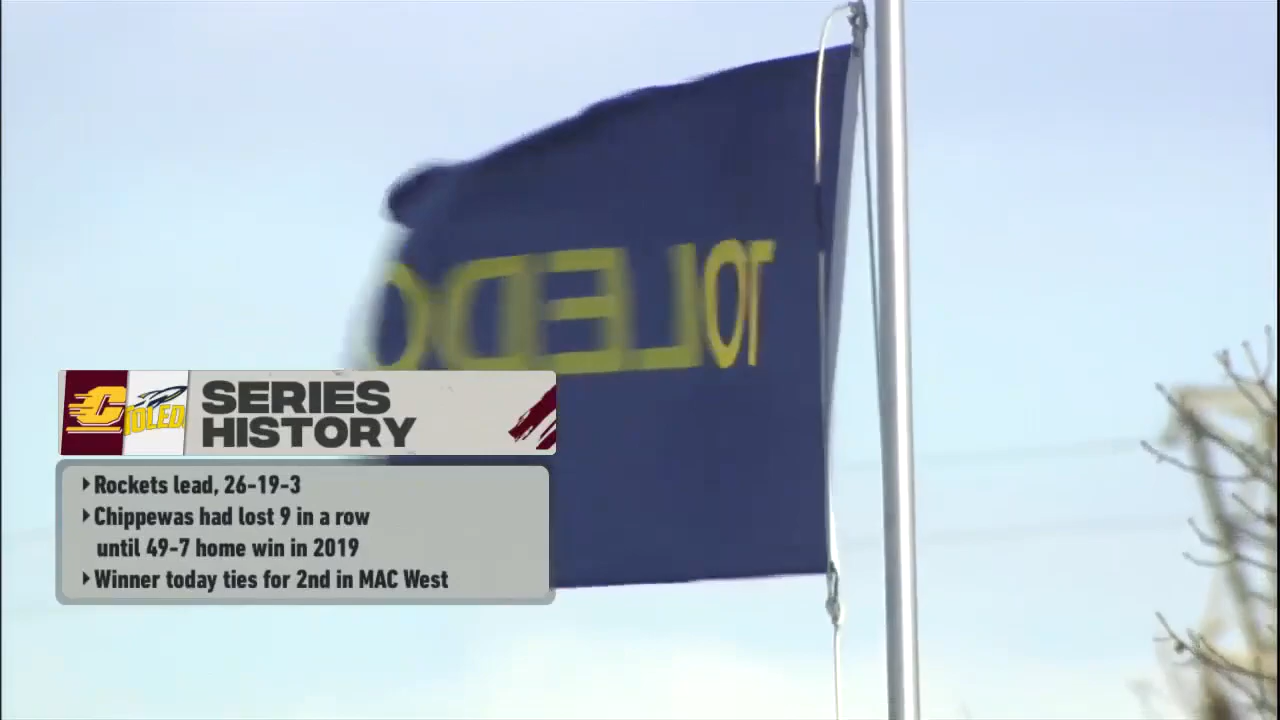 TOLEDO
C
TOLEDO
SERIES
HISTORY
Rockets lead, 26-19-3
Chippewas had lost 9 in a row
until 49-7 home win in 2019
Winner today ties for 2nd in MAC West